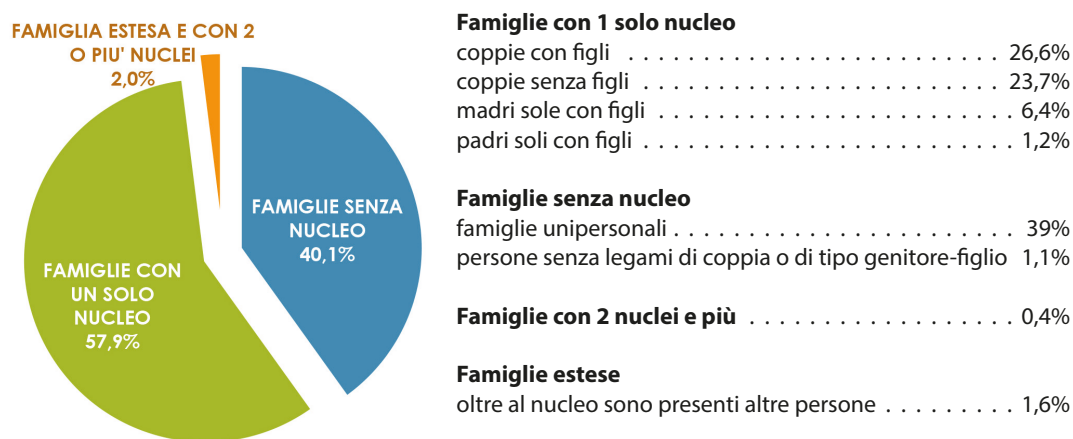 FAMIGLIA ESTESA E CON 2
O PIU' NUCLEI
2,0%
FAMIGLIE SENZA
NUCLEO
40,1%
FAMIGLIE CON
UN SOLO
NUCLEO
57,9%
Famiglie con 1 solo nucleo
coppie con figli . . . . . . . . . . . . . . . . . . . . . . . . . . 26,6%
coppie senza figli . . . . . . . . . . . . . . . . . . . . . . . . 23,7%
madri sole con figli . . . . . . . . . . . . . . . . . . . . . . . 6,4%
padri soli con figli . . . . . . . . . . . . . . . . . . . . . . . . 1,2%
Famiglie senza nucleo
famiglie unipersonali . . . . . . . . . . . . . . . . . . . . . . . 39%
persone senza legami di coppia o di tipo genitore-figlio 1,1%
Famiglie con 2 nuclei e più . . . . . . . . . . . . . . . . . 0,4%
Famiglie estese
oltre al nucleo sono presenti altre persone . . . . . . . . . 1,6%